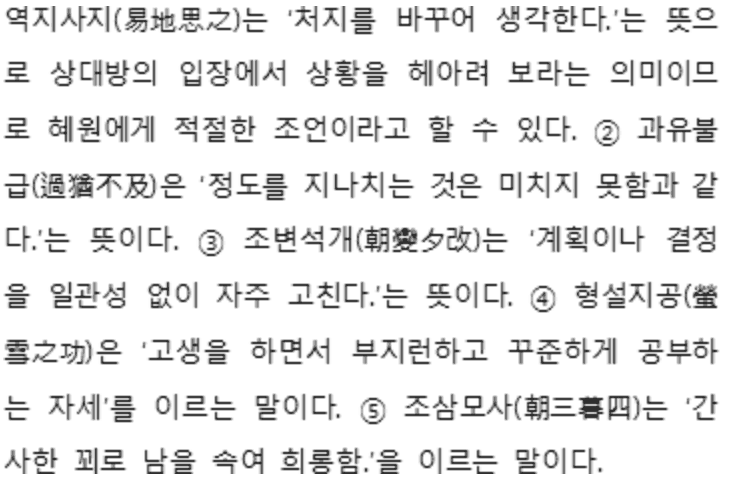 역지사지(易地思之)는 '처지를 바꾸어 생각한다.'는 뜻으
로 상대방의 입장에서 상황을 헤아려 보라는 의미이므
로 혜원에게 적절한 조언이라고 할 수 있다. ② 과유불
급(過猶不及)은 '정도를 지나치는 것은 미치지 못함과 같
다.'는 뜻이다. ③ 조변석개(朝變夕改)는 '계획이나 결정
을 일관성 없이 자주 고친다.'는 뜻이다. ④ 형설지공(螢
雪之功)은 '고생을 하면서 부지런하고 꾸준하게 공부하
는 자세'를 이르는 말이다. ⑤ 조삼모사(朝三暮四)는 '간
사한 꾀로 남을 속여 희롱함.'을 이르는 말이다.